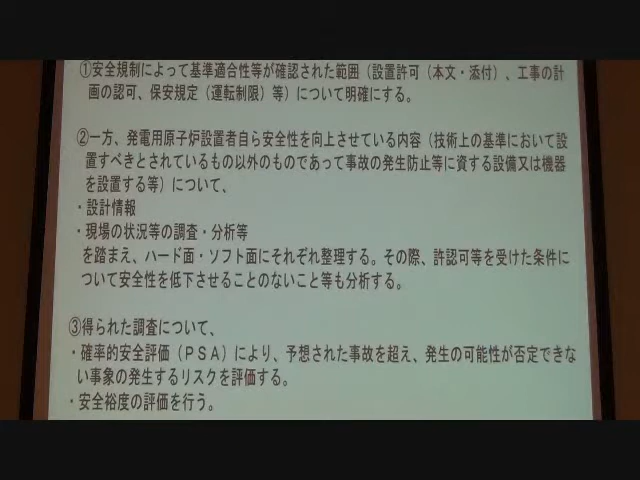 ①安全規制によって基準適合性等が確認された範囲（設置許可（本文・添付）、工事の計
画の認可、保安規定（運転制限）等）について明確にする。
②一方、発電用原子炉設置者自ら安全性を向上させている内容（技術上の基準において設
置すべきとされているもの以外のものであって事故の発生防止等に資する設備又は機器
を設置する等）について、
・設計情報
・現場の状況等の調査・分析等
を踏まえ、ハード面・ソフト面にそれぞれ整理する。その際、許認可等を受けた条件に
ついて安全性を低下させることのないこと等も分析する。
③得られた調査について、
・確率的安全評価（ＰＳＡ）により、予想された事故を超え、発生の可能性が否定できな
い事象の発生するリスクを評価する。
・安全裕度の評価を行う。